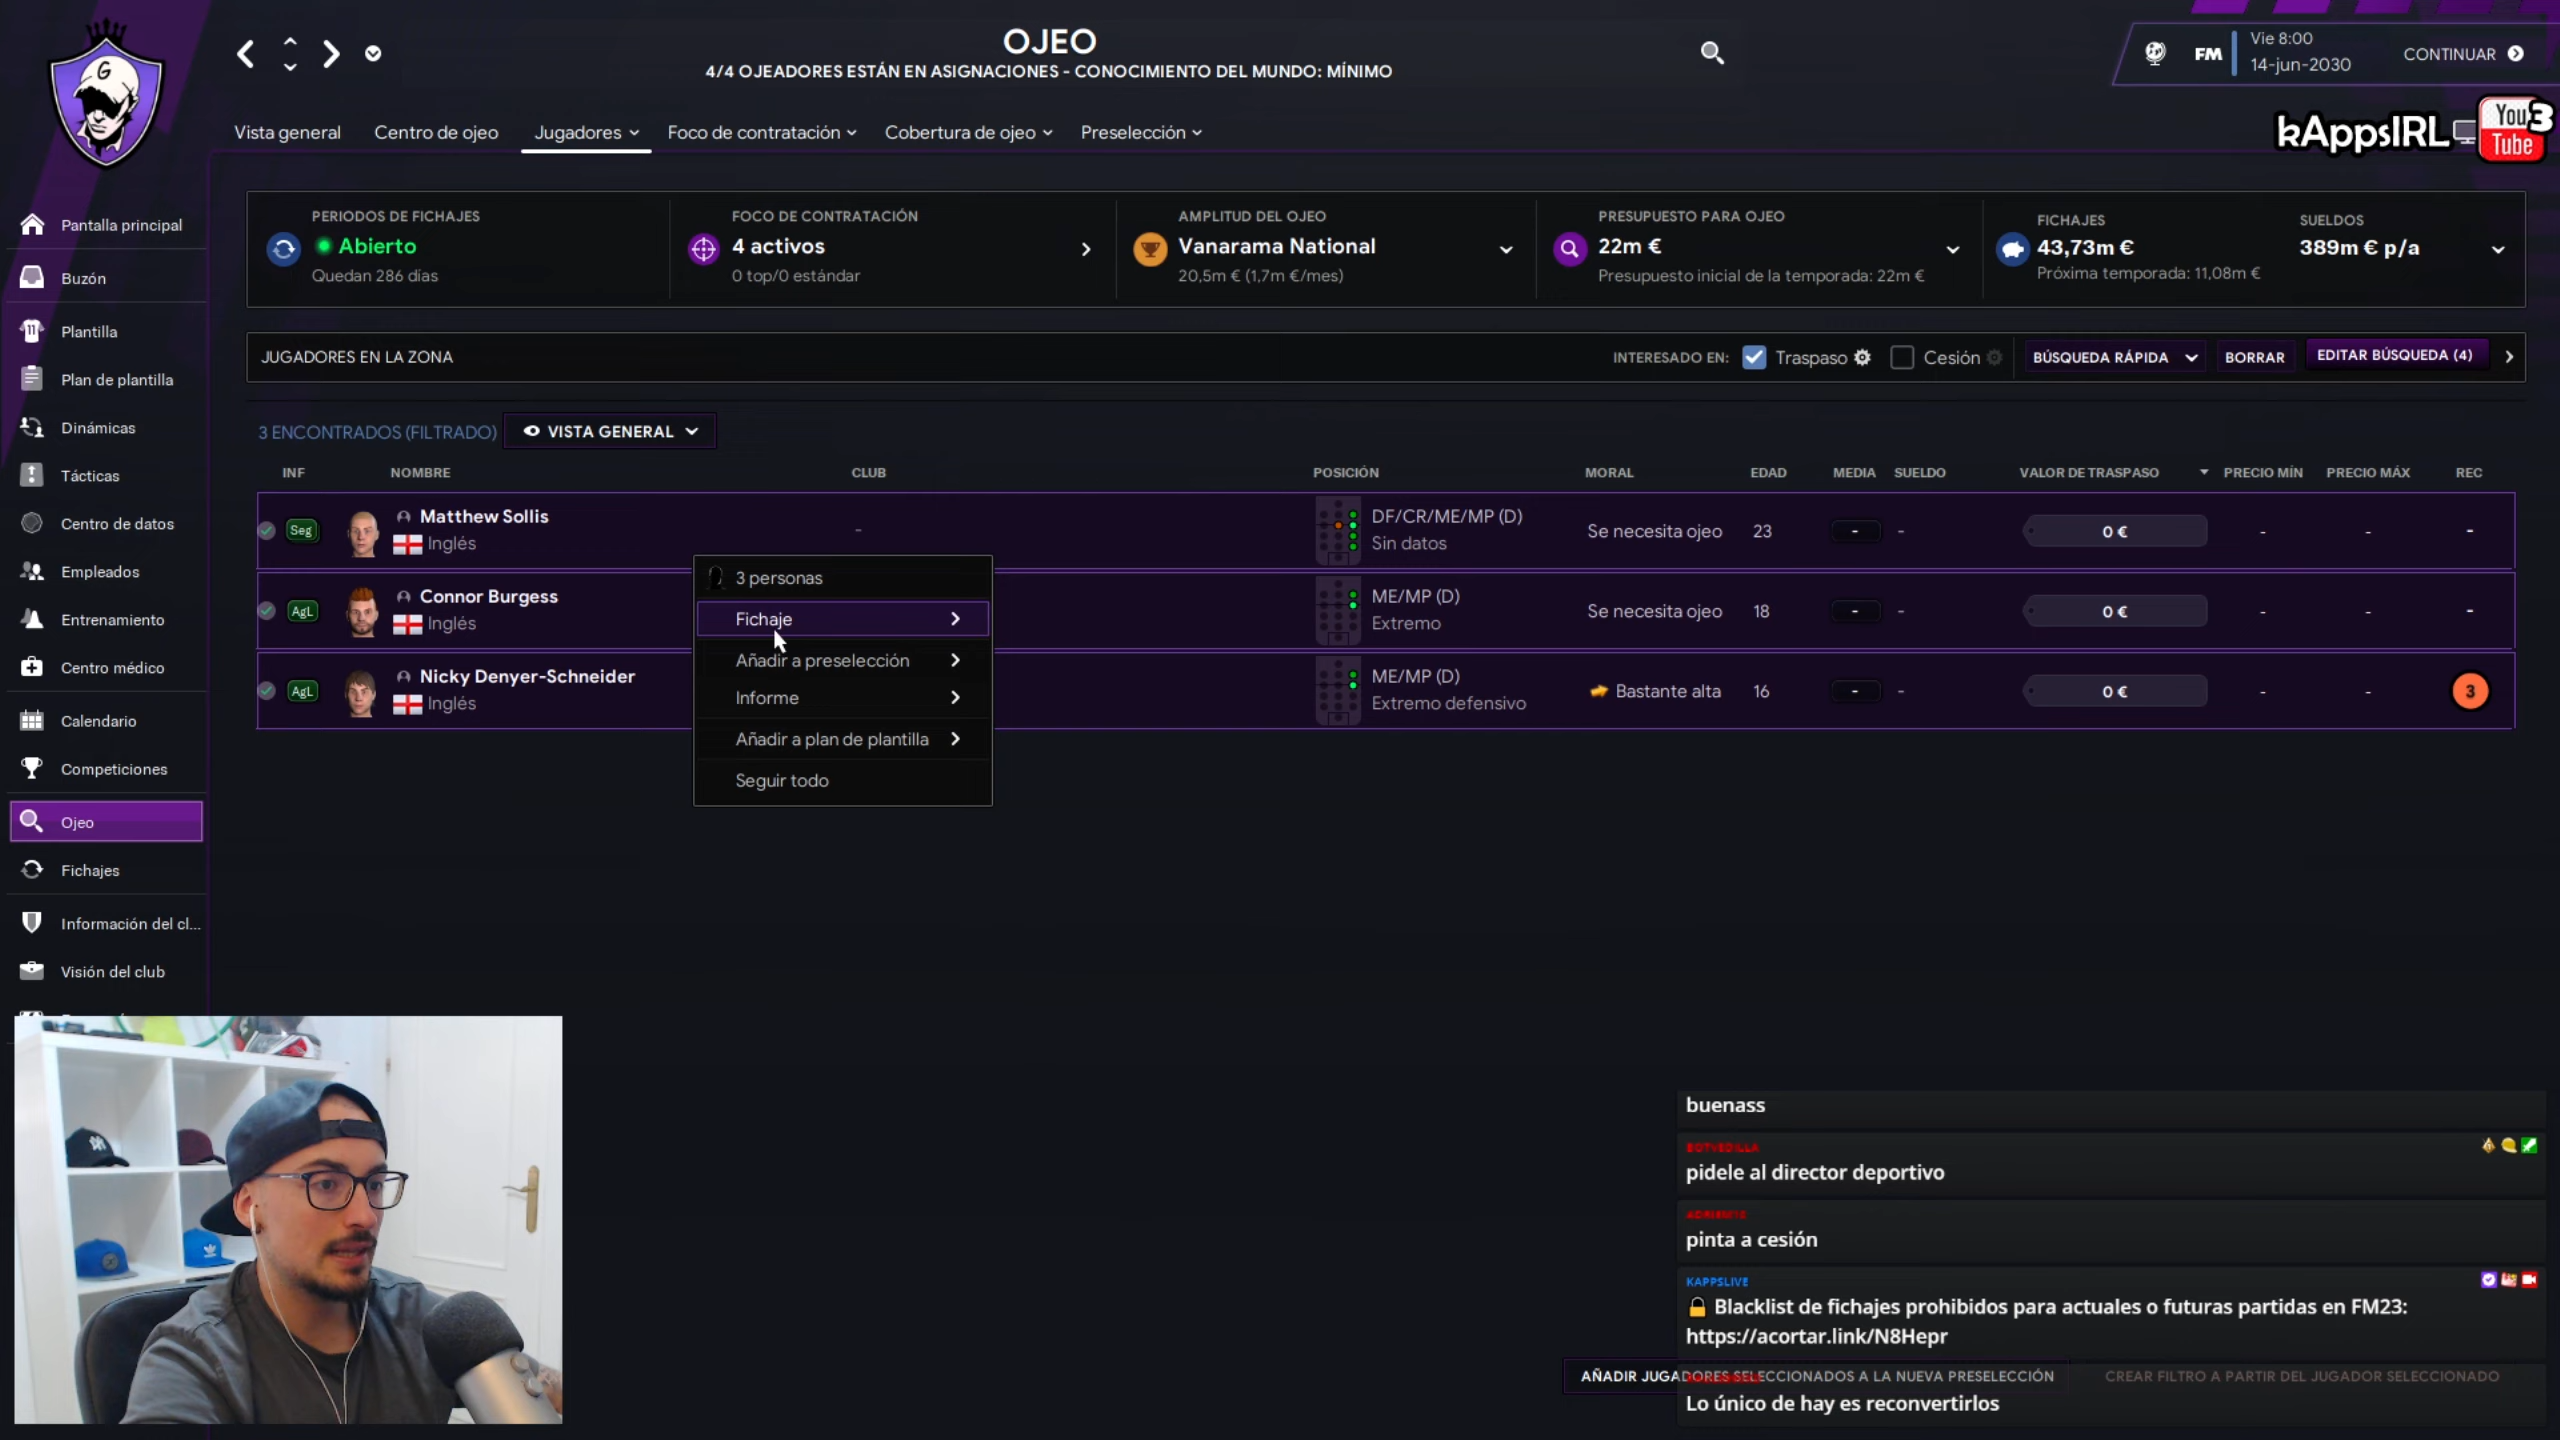 OJEO
4/4 OJEADORES ESTÁN EN ASIGNACIONES - CONOCIMIENTO DEL MUNDO: MÍNIMO
FM
Vie 8:00
14-jun-2030
CONTINUAR
G
Vista general
Centro de ojeo
Jugadores
Foco de contratación
Cobertura de ojeo
Preselección
kAppsIRL
You
Tube
3
PERIODOS DE FICHAJES
Abierto
Quedan 286 días
FOCO DE CONTRATACIÓN
4 activos
0 top/0 estándar
AMPLITUD DEL OJEO
Vanarama National
20,5m € (1,7m €/mes)
PRESUPUESTO PARA OJEO
22m €
Presupuesto inicial de la temporada: 22m €
FICHAJES
43,73m €
Próxima temporada: 11,08m €
SUELDOS
389m € p/a
Pantalla principal
Buzón
Plantilla
Plan de plantilla
Dinámicas
Tácticas
Centro de datos
Empleados
Entrenamiento
Centro médico
Calendario
Competiciones
Ojeo
Fichajes
Información del cl...
Visión del club
JUGADORES EN LA ZONA
INTERESADO EN:
Traspaso
Cesión
BÚSQUEDA RÁPIDA
BORRAR
EDITAR BÚSQUEDA (4)
3 ENCONTRADOS (FILTRADO)
VISTA GENERAL
INF NOMBRE CLUB POSICIÓN MORAL EDAD MEDIA SUELDO VALOR DE TRASPASO PRECIO MÍN PRECIO MÁX REC
Seg Matthew Sollis - DF/CR/ME/MP (D) Se necesita ojeo 23 - - 0 € - - -
Inglés Sin datos
AgL Connor Burgess ME/MP (D) Se necesita ojeo 18 - - 0 € - - -
Inglés Extremo
AgL Nicky Denyer-Schneider ME/MP (D) Bastante alta 16 - - 0 € - - 3
Inglés Extremo defensivo
3 personas
Fichaje
Añadir a preselección
Informe
Añadir a plan de plantilla
Seguir todo
buenass
BOTVEDILLA
pidele al director deportivo
pinta a cesión
KAPPSLIVE
Blacklist de fichajes prohibidos para actuales o futuras partidas en FM23:
https://acortar.link/N8Hepr
AÑADIR JUGADORES SELECCIONADOS A LA NUEVA PRESELECCIÓN
CREAR FILTRO A PARTIR DEL JUGADOR SELECCIONADO
Lo único de hay es reconvertirlos